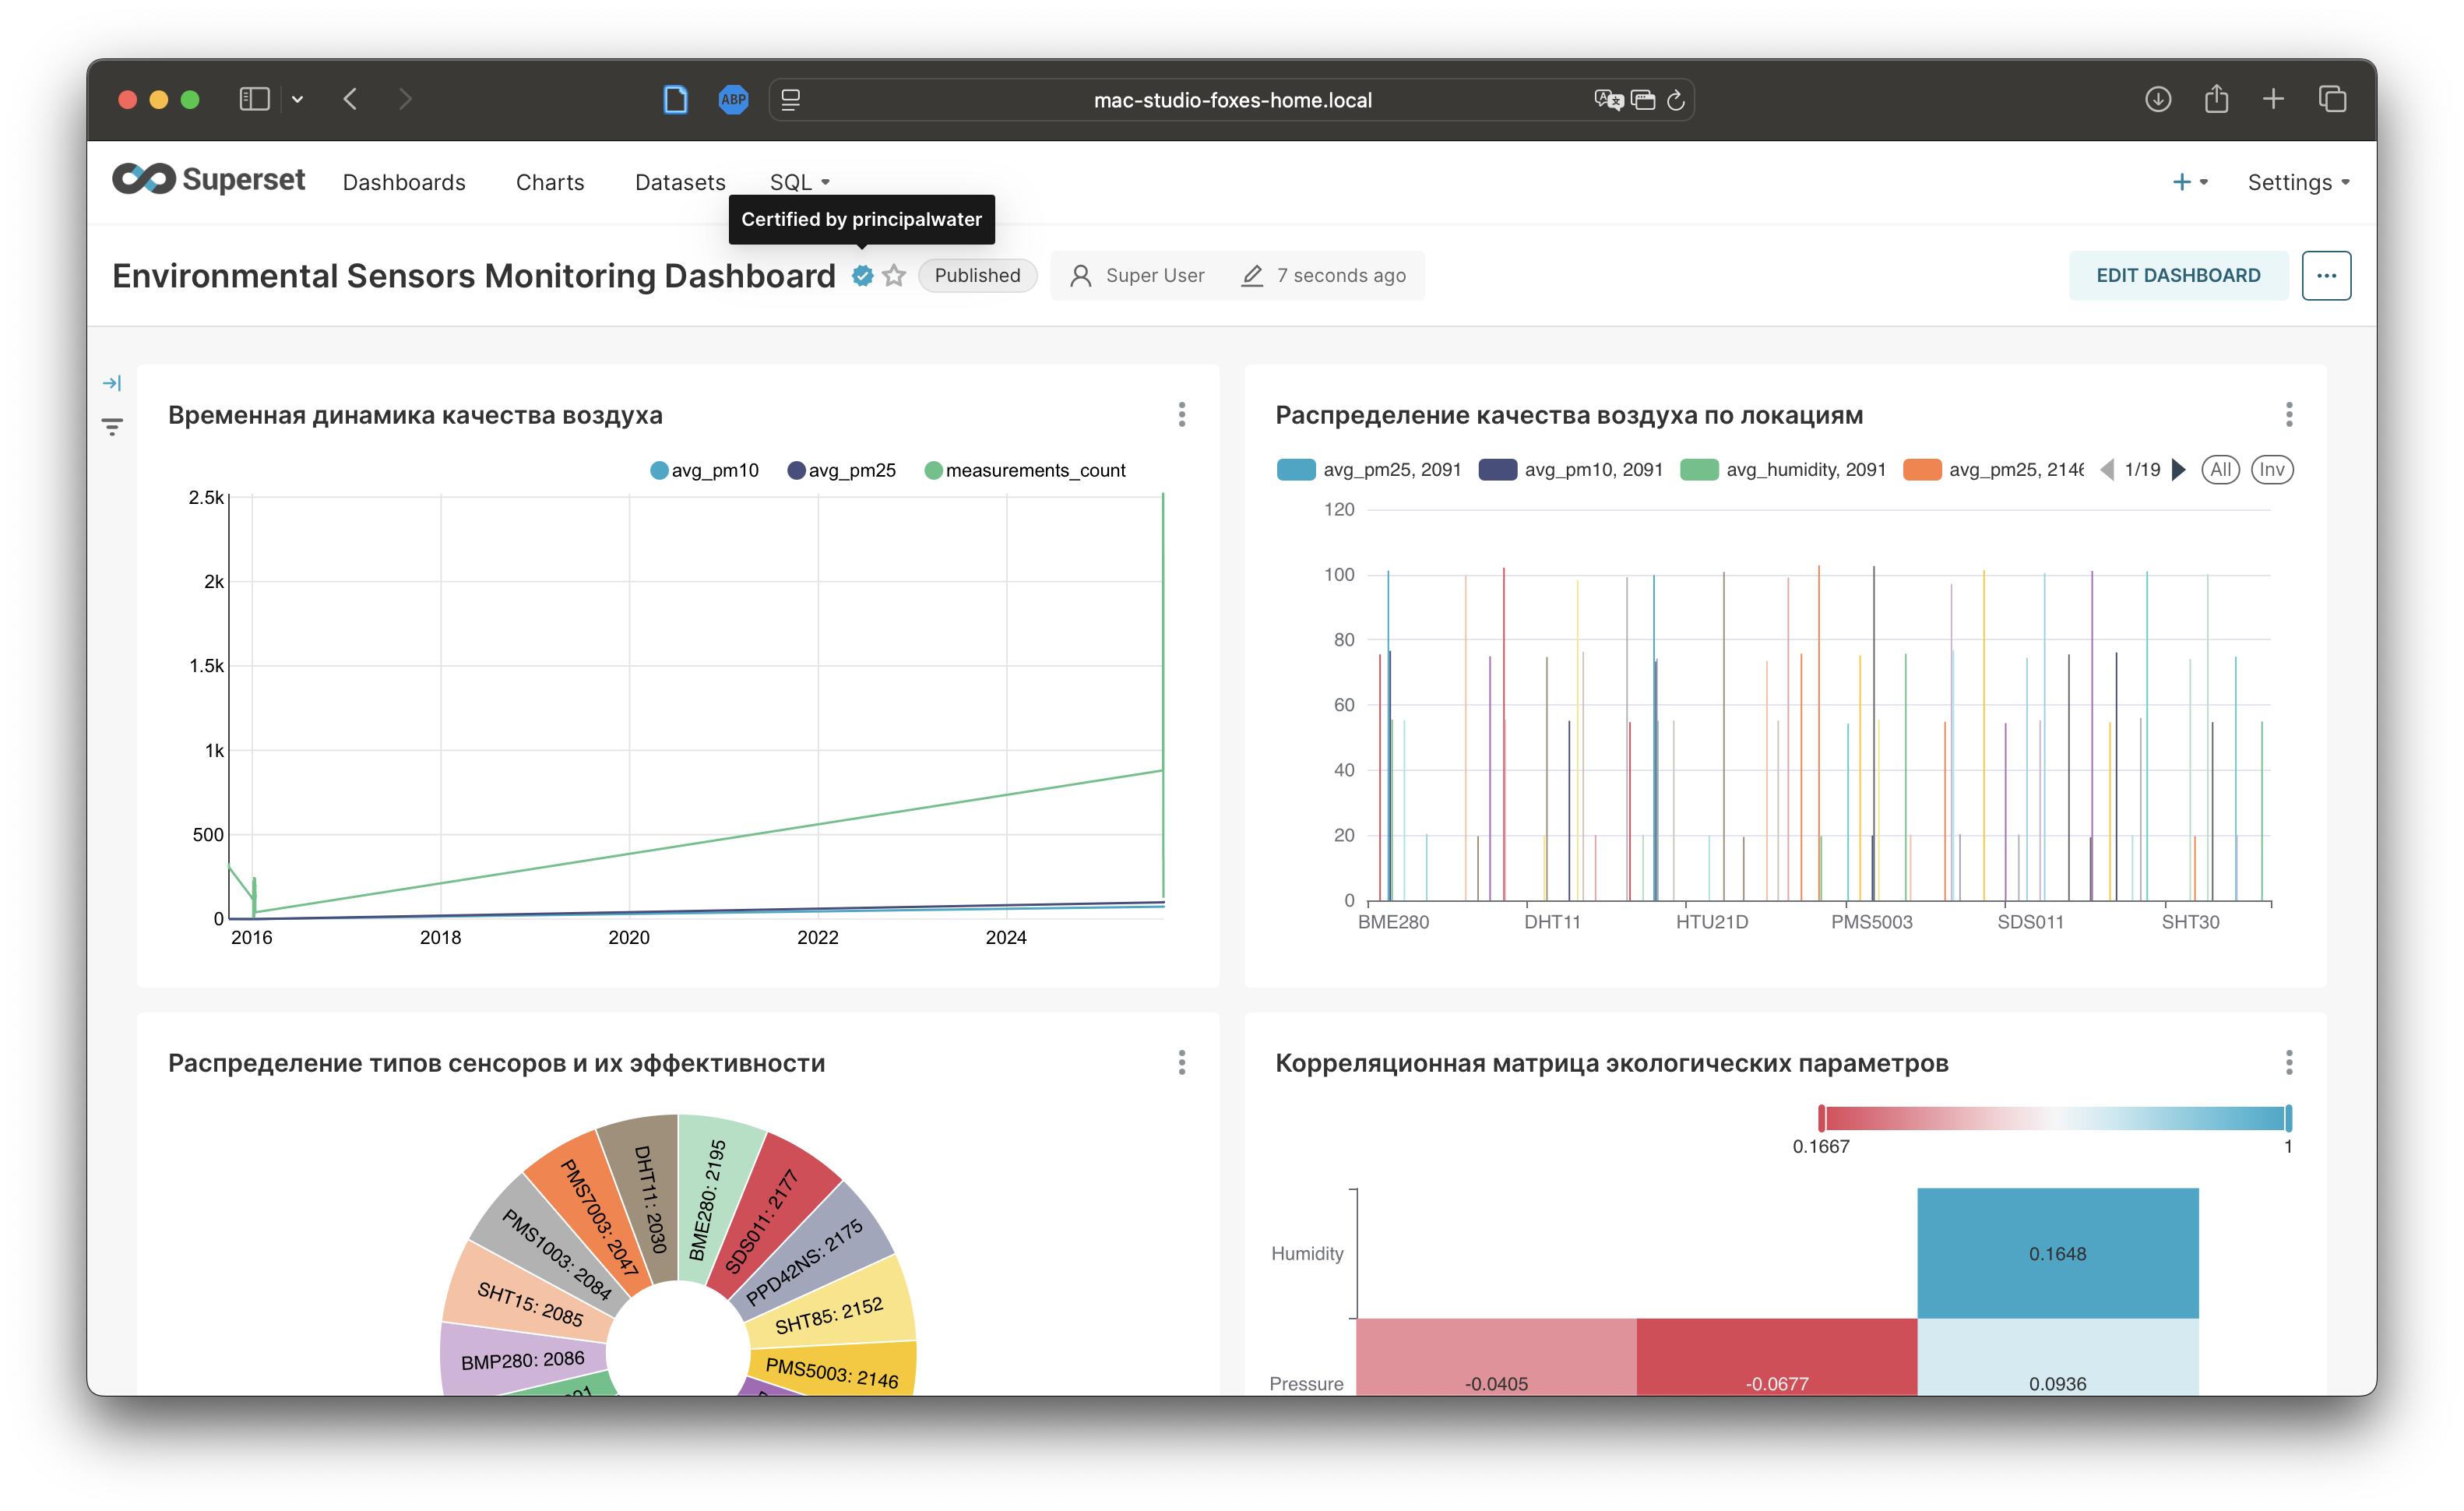 ABP
mac-studio-foxes-home.local
Superset
Dashboards
Charts
Datasets
SQL
Settings
Certified by principalwater
Environmental Sensors Monitoring Dashboard
Published
Super User
7 seconds ago
EDIT DASHBOARD
Временная динамика качества воздуха
avg_pm10
avg_pm25
measurements_count
2.5k
2k
1.5k
1k
500
0
2016
2018
2020
2022
2024
Распределение качества воздуха по локациям
avg_pm25, 2091
avg_pm10, 2091
avg_humidity, 2091
avg_pm25, 2146
1/19
All
Inv
120
100
80
60
40
20
0
BME280
DHT11
HTU21D
PMS5003
SDS011
SHT30
Распределение типов сенсоров и их эффективности
BME280: 2195
SDS011: 2177
PPD42NS: 2175
SHT85: 2152
PMS5003: 2146
BMP280: 2086
SHT15: 2085
PMS1003: 2084
PMS7003: 2047
DHT11: 2030
Корреляционная матрица экологических параметров
0.1667
1
Humidity
0.1648
Pressure
-0.0405
-0.0677
0.0936